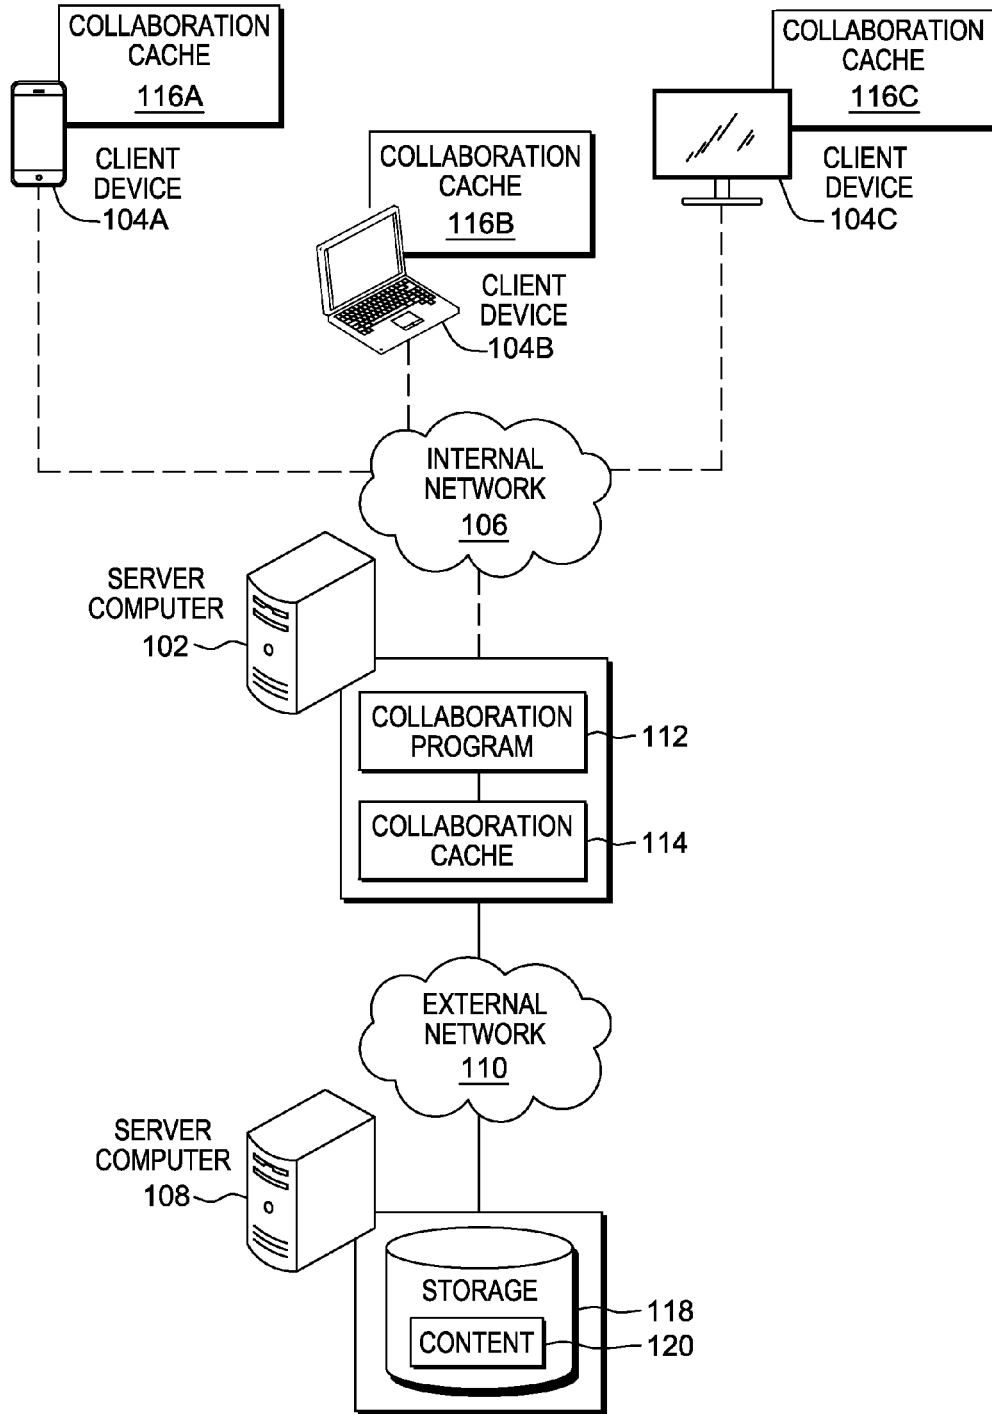 COLLABORATION
CACHE
116A
CLIENT
DEVICE
104A
COLLABORATION
CACHE
116B
CLIENT
DEVICE
104B
COLLABORATION
CACHE
116C
CLIENT
DEVICE
104C
INTERNAL
NETWORK
106
SERVER
COMPUTER
102
COLLABORATION
PROGRAM
112
COLLABORATION
CACHE
114
EXTERNAL
NETWORK
110
SERVER
COMPUTER
108
STORAGE
118
CONTENT
120